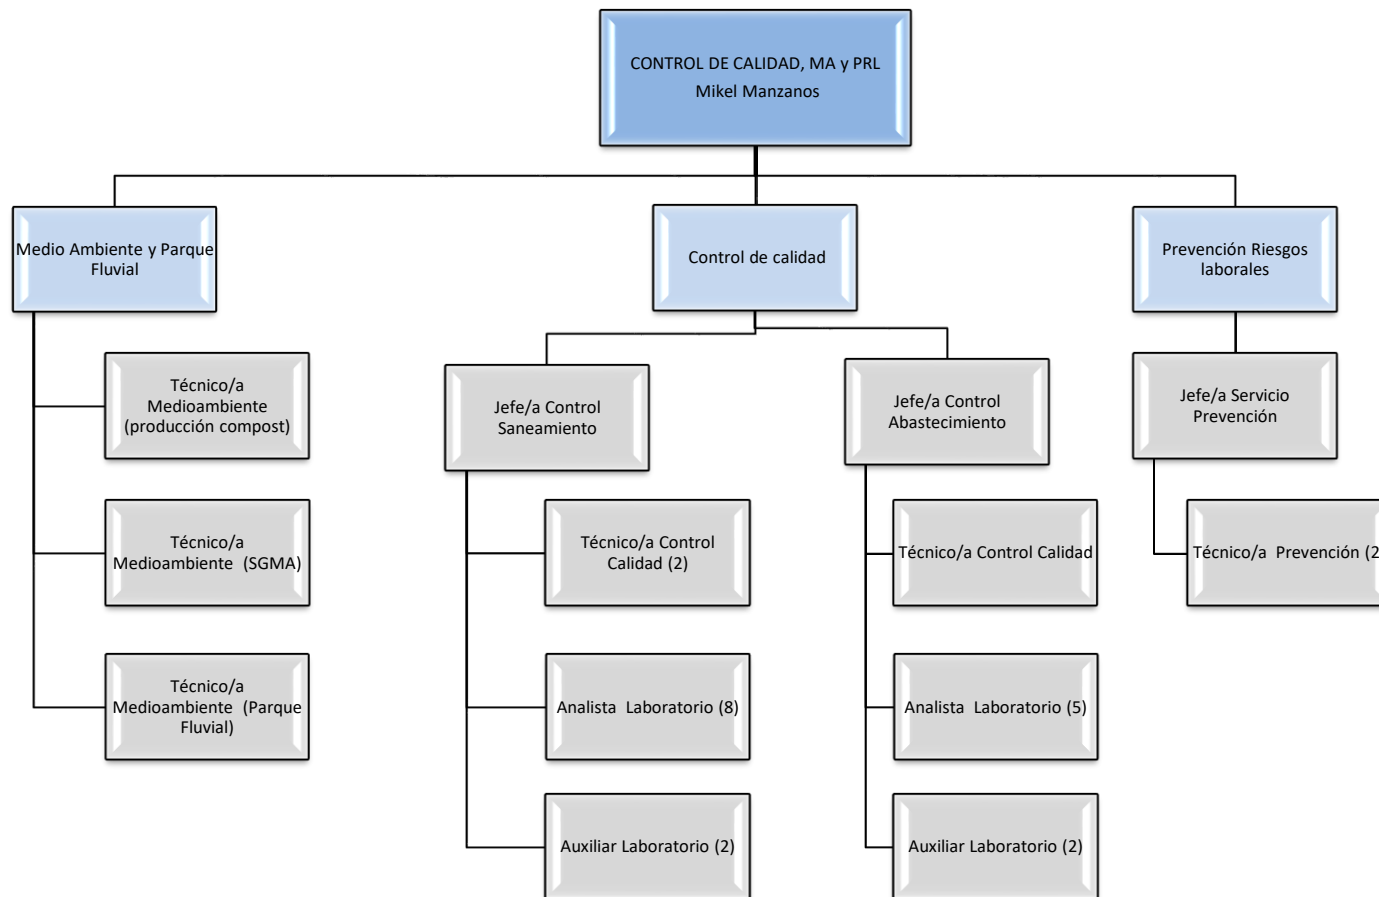 CONTROL DE CALIDAD, MA y PRL
Mikel Manzanos
Medio Ambiente y Parque
Fluvial
Control de calidad
Prevención Riesgos
laborales
Técnico/a
Medioambiente
(producción compost)
Jefe/a Control
Saneamiento
Jefe/a Control
Abastecimiento
Jefe/a Servicio
Prevención
Técnico/a
Medioambiente (SGMA)
Técnico/a Control
Calidad (2)
Técnico/a Control Calidad
Técnico/a Prevención (2
Técnico/a
Medioambiente (Parque
Fluvial)
Analista Laboratorio (8)
Analista Laboratorio (5)
Auxiliar Laboratorio (2)
Auxiliar Laboratorio (2)